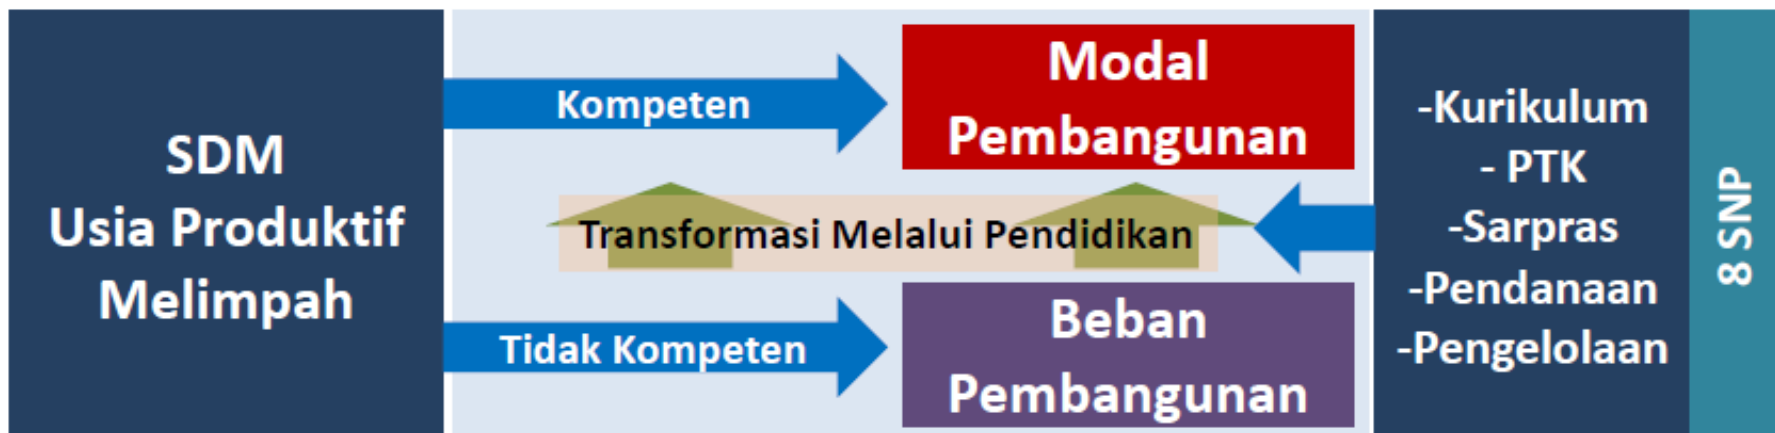 SDM
Usia Produktif
Melimpah
Kompeten
Modal
Pembangunan
Transformasi Melalui Pendidikan
Tidak Kompeten
Beban
Pembangunan
-Kurikulum
- PTK
-Sarpras
-Pendanaan
-Pengelolaan
8 SNP